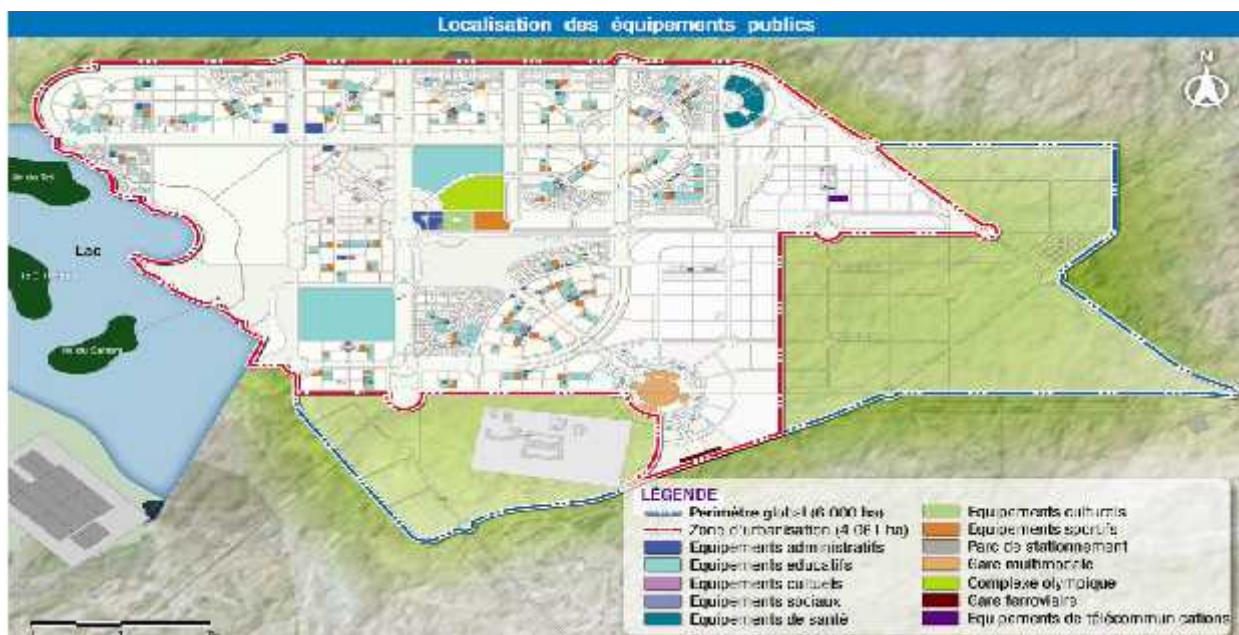 Localisation des équipements publics
N
Lac
LÉGENDE
Périmètre global (6 000 ha)
Zone d'urbanisation (4 061 ha)
Equipements administratifs
Equipements educatifs
Equipements cultuels
Equipements sociaux
Equipements de santé
Equipements culturels
Equipements sportifs
Parc de stationnement
Gare multimodale
Complexe olympique
Gare ferroviaire
Equipements de télécommunications